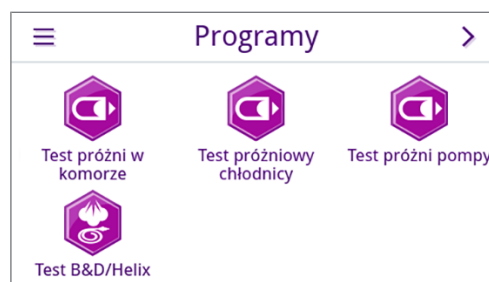 Programy
Test próżni w
komorze
Test próżniowy
chłodnicy
Test próżni pompy
Test B&D/Helix